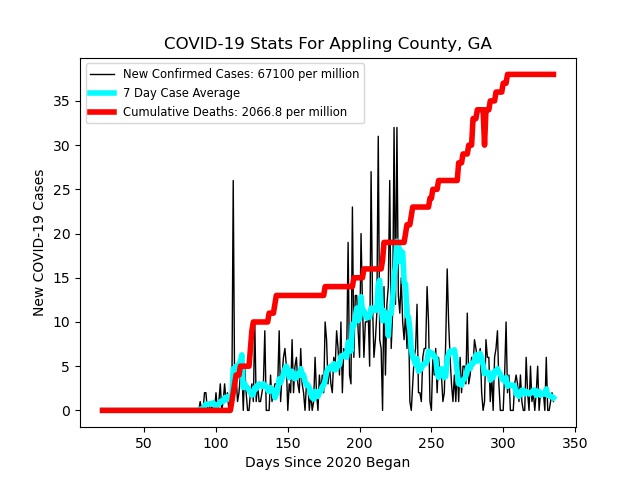 COVID-19 Stats For Appling County, GA
New Confirmed Cases: 67100 per million
7 Day Case Average
Cumulative Deaths: 2066.8 per million
New COVID-19 Cases
35
30
25
20
15
10
5
0
50
100
150
200
250
300
350
Days Since 2020 Began